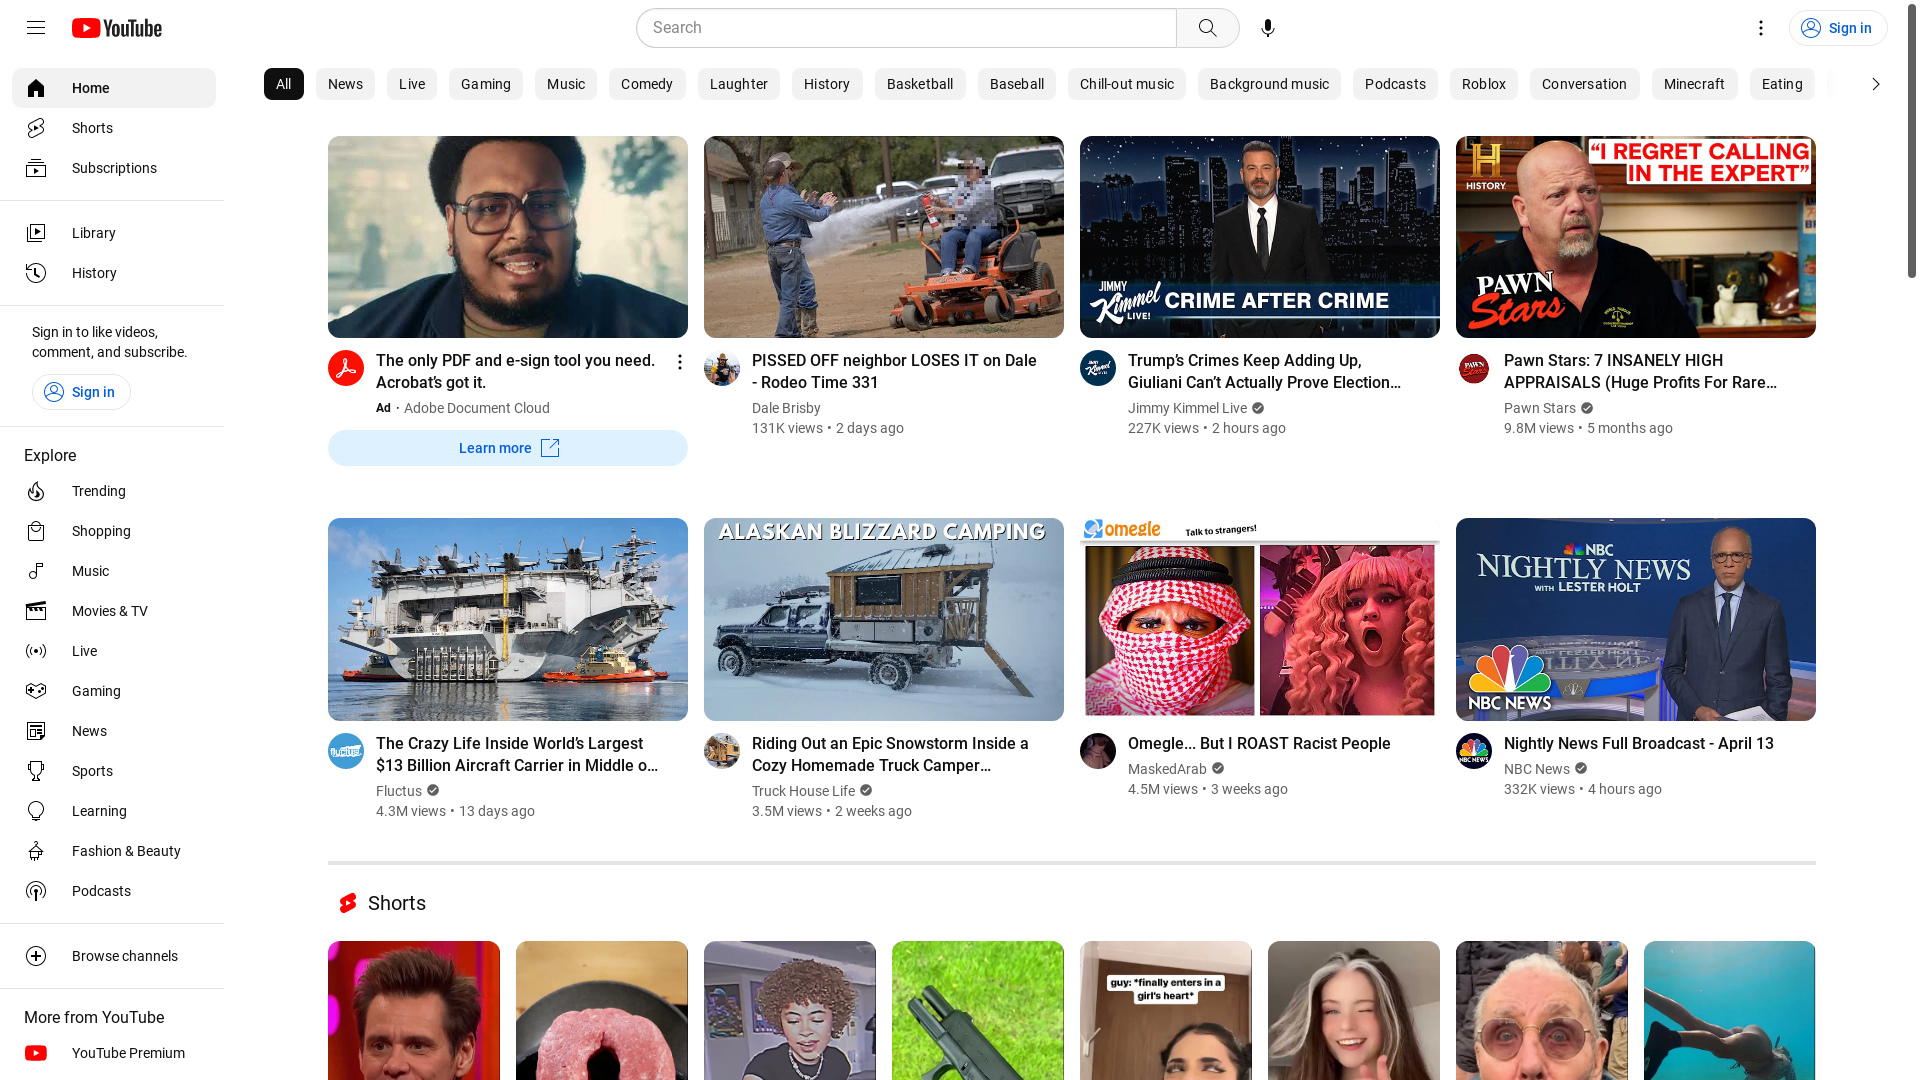 YouTube
Search
Sign in
Home
Shorts
Subscriptions
Library
History
Sign in to like videos,
comment, and subscribe.
Sign in
Explore
Trending
Shopping
Music
Movies & TV
Live
Gaming
News
Sports
Learning
Fashion & Beauty
Podcasts
Browse channels
More from YouTube
YouTube Premium
All
News
Live
Gaming
Music
Comedy
Laughter
History
Basketball
Baseball
Chill-out music
Background music
Podcasts
Roblox
Conversation
Minecraft
Eating
The only PDF and e-sign tool you need.
Acrobat's got it.
Ad · Adobe Document Cloud
Learn more
PISSED OFF neighbor LOSES IT on Dale
- Rodeo Time 331
Dale Brisby
131K views • 2 days ago
JIMMY
Kimmel
LIVE!
CRIME AFTER CRIME
Trump's Crimes Keep Adding Up,
Giuliani Can't Actually Prove Election…
Jimmy Kimmel Live
227K views • 2 hours ago
H
HISTORY
"I REGRET CALLING
IN THE EXPERT"
PAWN
Stars
Pawn Stars: 7 INSANELY HIGH
APPRAISALS (Huge Profits For Rare…
Pawn Stars
9.8M views • 5 months ago
fluctus
The Crazy Life Inside World's Largest
$13 Billion Aircraft Carrier in Middle o…
Fluctus
4.3M views • 13 days ago
ALASKAN BLIZZARD CAMPING
Riding Out an Epic Snowstorm Inside a
Cozy Homemade Truck Camper…
Truck House Life
3.5M views • 2 weeks ago
omegle
Talk to strangers!
Omegle... But I ROAST Racist People
MaskedArab
4.5M views • 3 weeks ago
NBC
NIGHTLY NEWS
WITH LESTER HOLT
NBC NEWS
NBC NEWS
Nightly News Full Broadcast - April 13
NBC News
332K views • 4 hours ago
Shorts
guy: *finally enters in a
girl's heart*